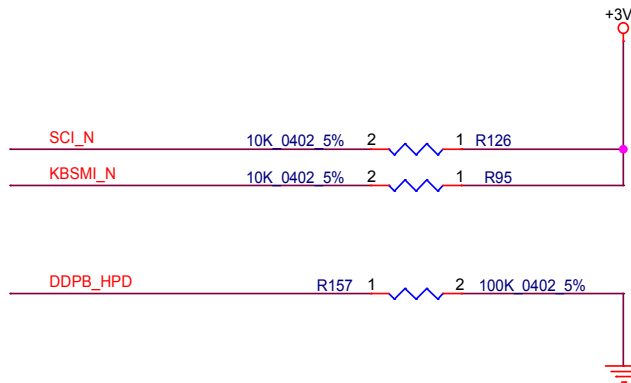 +3V
SCI_N 10K_0402_5% 2 1 R126
KBSMI_N 10K_0402_5% 2 1 R95
DDPB_HPD R157 1 2 100K_0402_5%